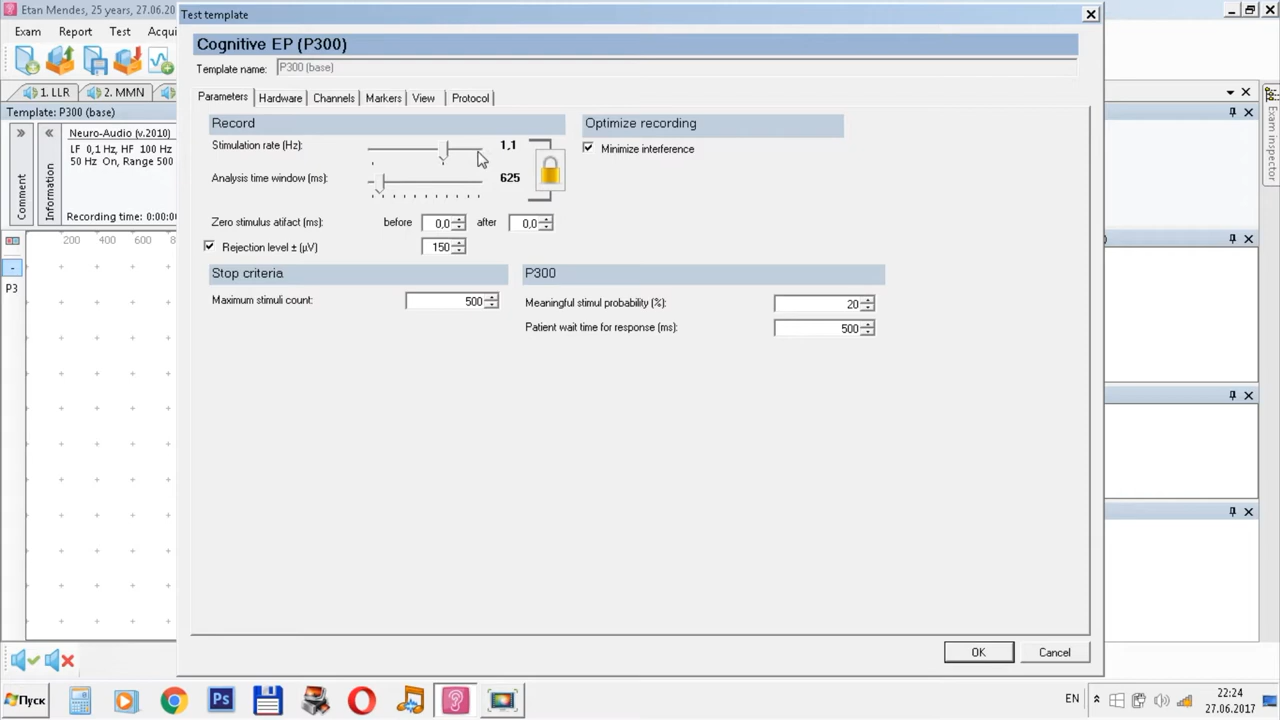 Etan Mendes, 25 years, 27.06.20
Test template
Exam Report Test Acqui
Cognitive EP (P300)
Template name: P300 (base)
1. LLR 2. MMN
Parameters Hardware Channels Markers View Protocol
Template: P300 (base)
Record Optimize recording
Neuro-Audio (v.2010)
Stimulation rate (Hz): 1,1 Minimize interference
LF 0,1 Hz, HF 100 Hz
50 Hz On, Range 500
Analysis time window (ms): 625
Comment
Information
Exam inspector
Recording time: 0:00:0
Zero stimulus atifact (ms): before 0,0 after 0,0
200 400 600 8
Rejection level ± (µV) 150
Stop criteria P300
P3
Maximum stimuli count: 500 Meaningful stimul probability (%): 20
Patient wait time for response (ms): 500
OK Cancel
Пуск Ps EN 22:24
27.06.2017